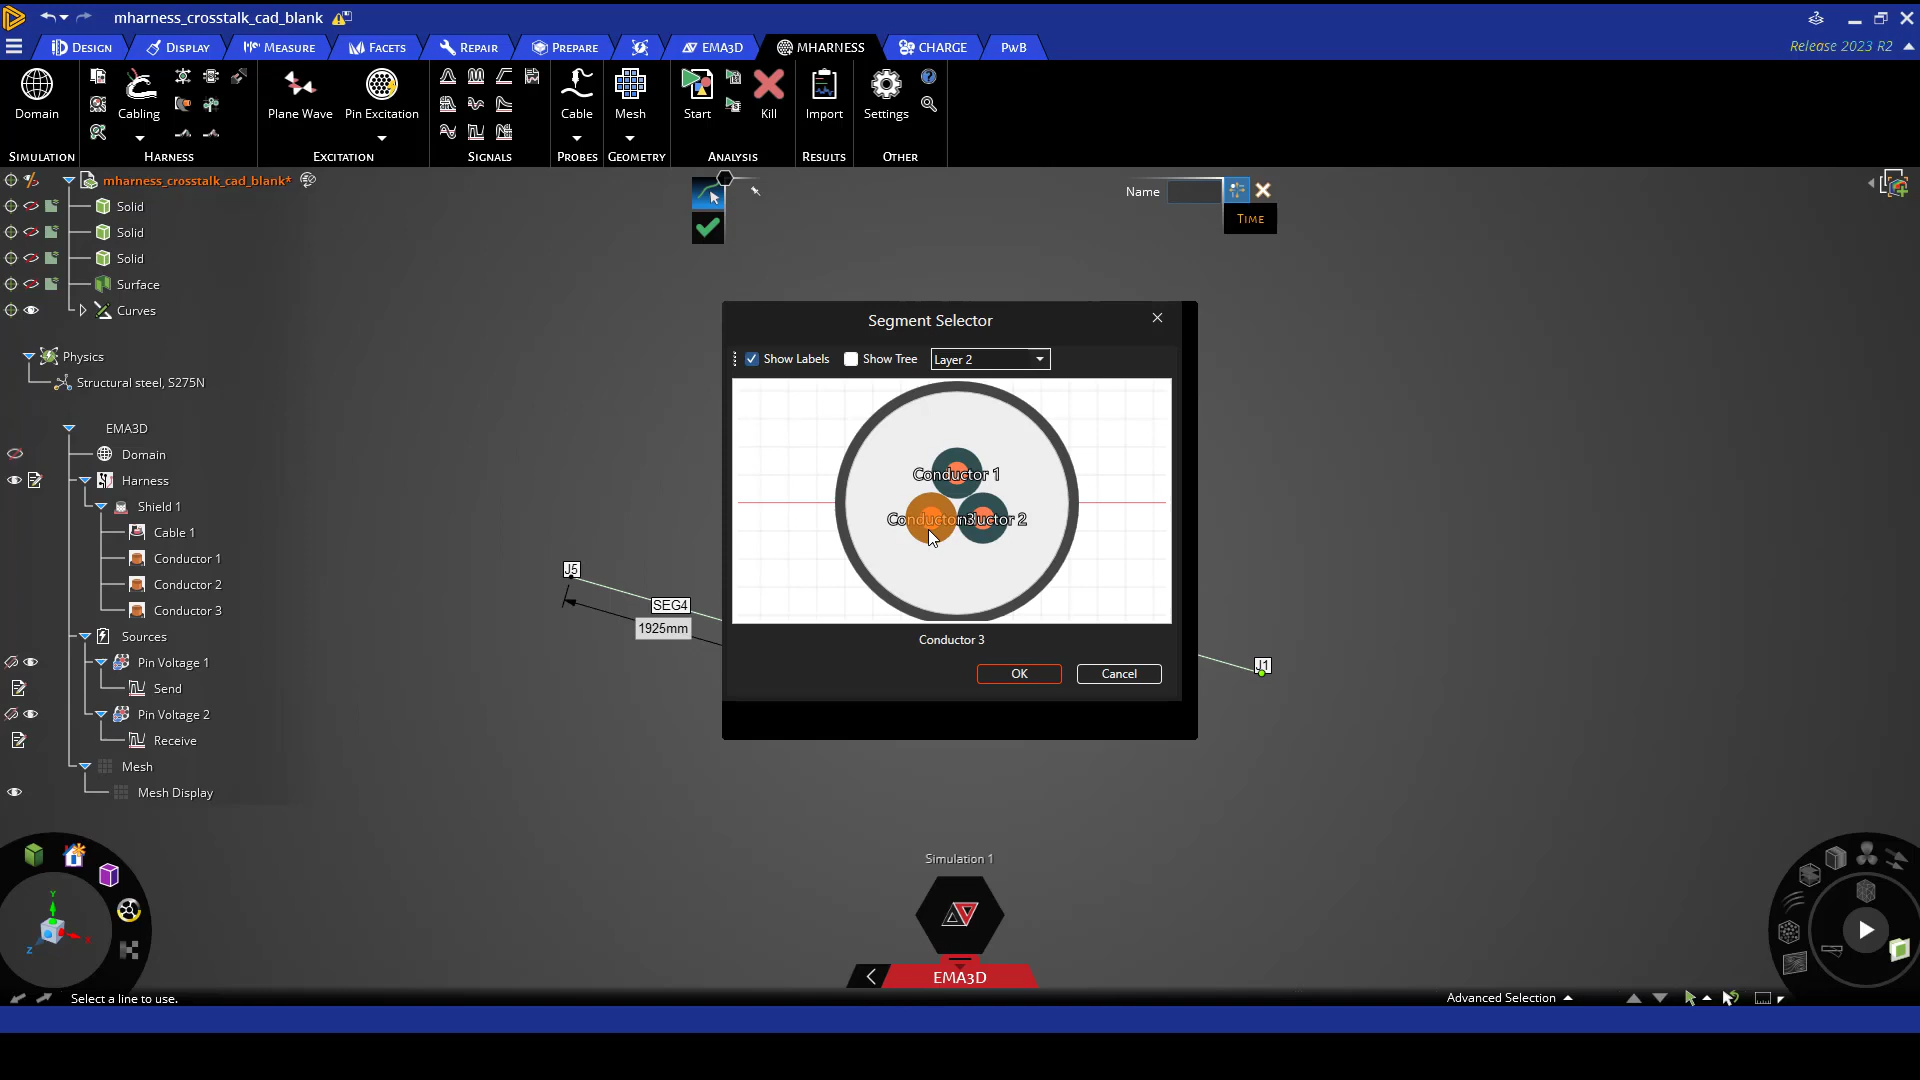 mharness_crosstalk_cad_blank
DESIGN DISPLAY MEASURE FACETS REPAIR PREPARE EMA3D MHARNESS CHARGE PWB
Release 2023 R2
Domain Cabling Plane Wave Pin Excitation Cable Mesh Start Kill Import Settings
SIMULATION HARNESS EXCITATION SIGNALS PROBES GEOMETRY ANALYSIS RESULTS OTHER
mharness_crosstalk_cad_blank*
Solid
Solid
Solid
Surface
Curves
Physics
Structural steel, S275N
EMA3D
Domain
Harness
Shield 1
Cable 1
Conductor 1
Conductor 2
Conductor 3
Sources
Pin Voltage 1
Send
Pin Voltage 2
Receive
Mesh
Mesh Display
Name
TIME
Segment Selector
Show Labels Show Tree Layer 2
Conductor 1
Conductor 3
nductor 2
Conductor 3
OK Cancel
J5
SEG4
1925mm
J1
Y
X
Z
Simulation 1
EMA3D
Select a line to use.
Advanced Selection